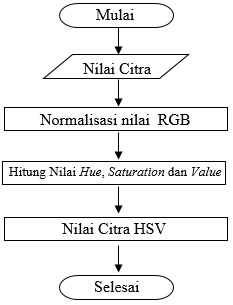 Mulai
Nilai Citra
Normalisasi nilai RGB
Hitung Nilai Hue, Saturation dan Value
Nilai Citra HSV
Selesai